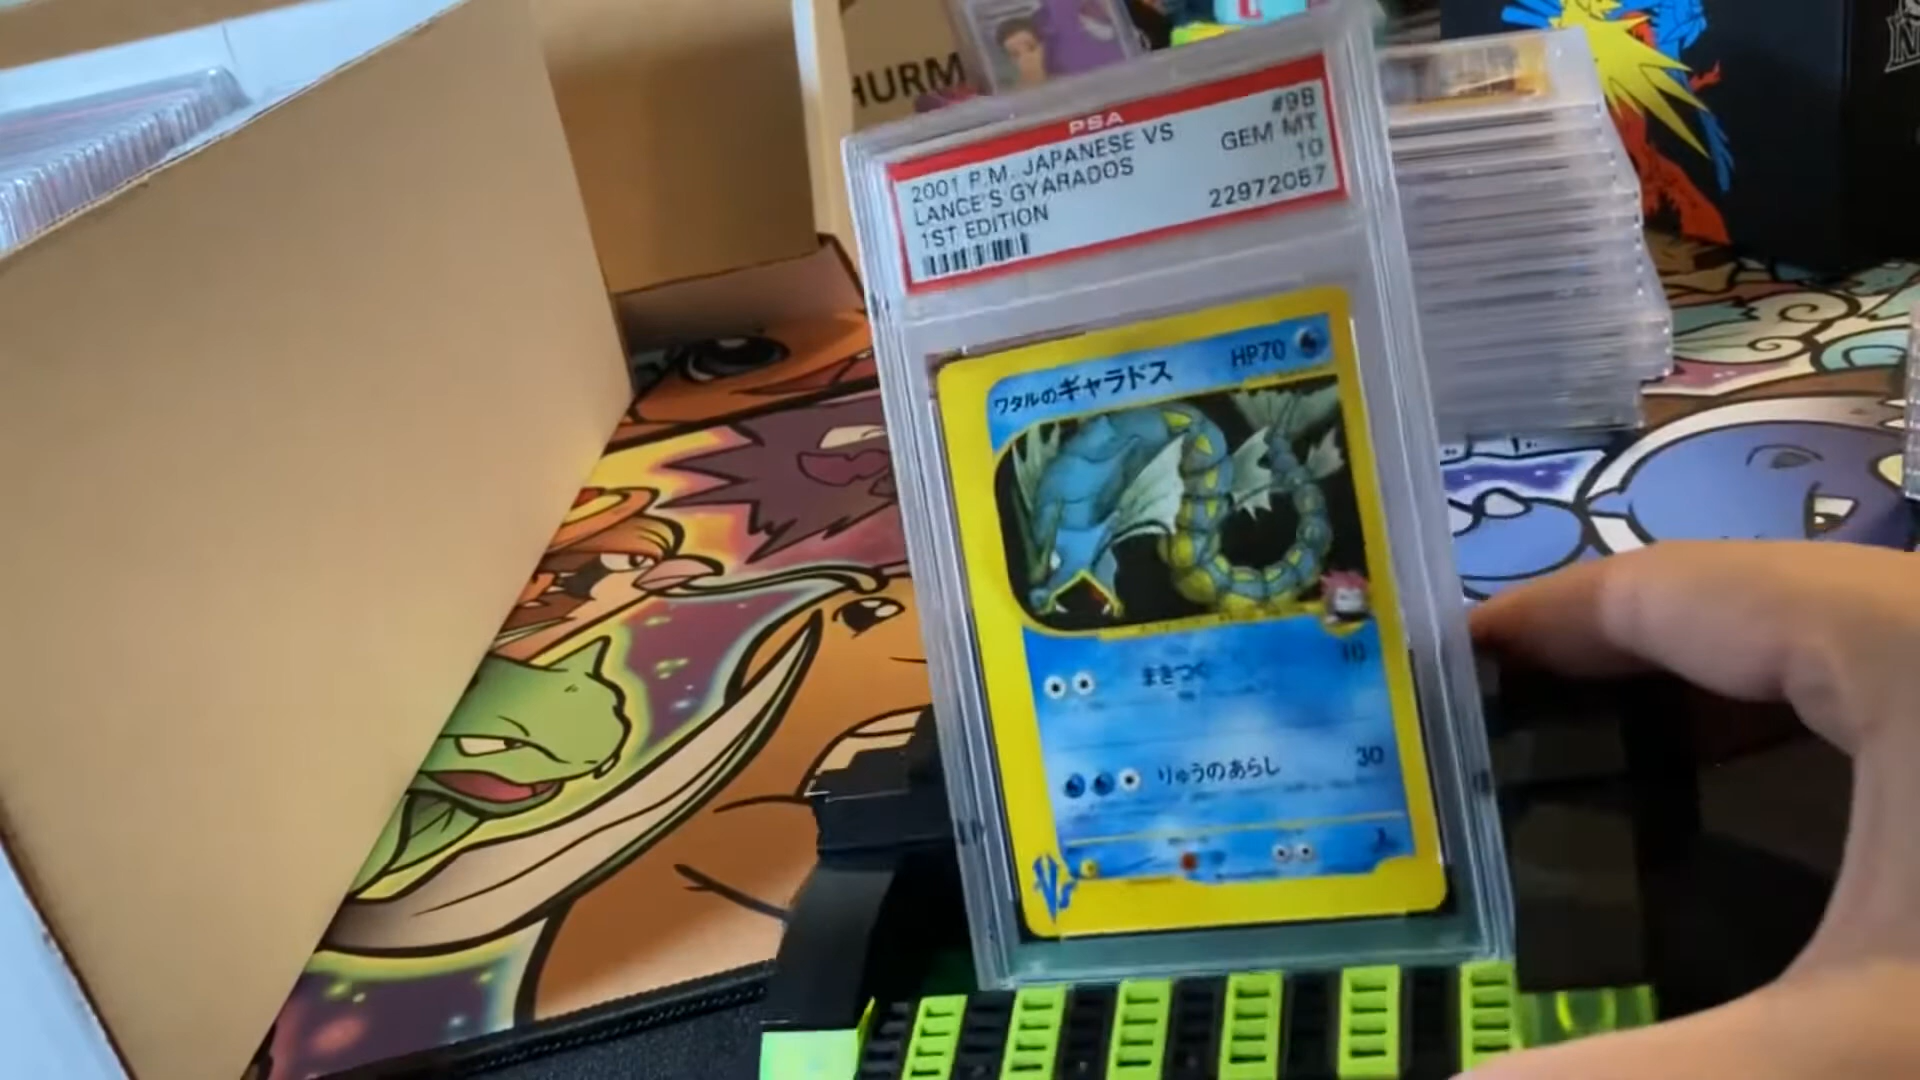 HURM
PSA
2001 P.M. JAPANESE VS #98
LANCE'S GYARADOS GEM MT
1ST EDITION 10
22972057
ワタルのギャラドス HP70
まきつく 10
りゅうのあらし 30
VS